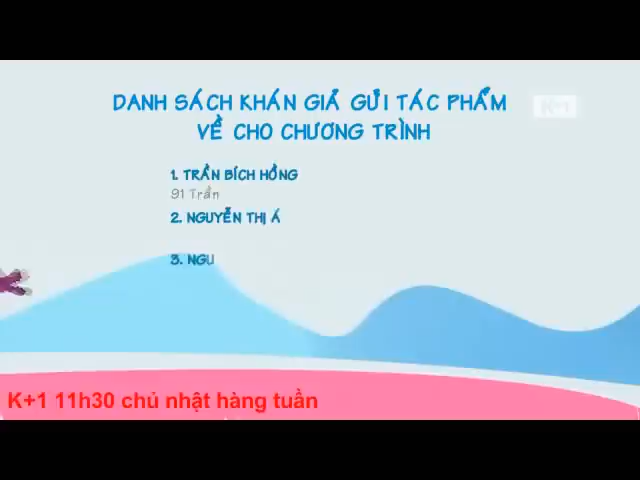 DANH SÁCH KHÁN GIẢ GỬI TÁC PHẨM
VỀ CHO CHƯƠNG TRÌNH
K+1
1. TRẦN BÍCH HỒNG
91 Trần
2. NGUYỄN THỊ Á
3. NGU
K+1 11h30 chủ nhật hàng tuần